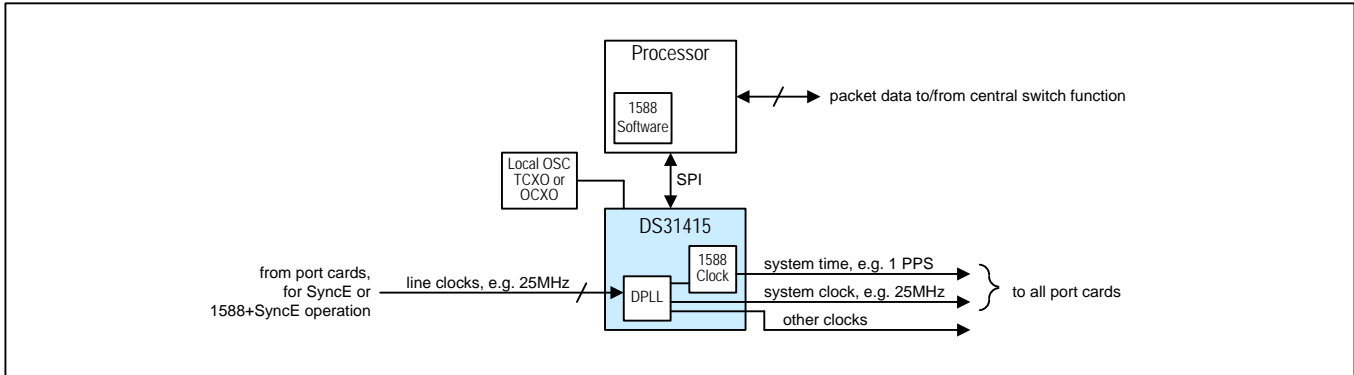 Processor
1588
Software
packet data to/from central switch function
Local OSC
TCXO or
OCXO
SPI
DS31415
1588
Clock
DPLL
from port cards,
for SyncE or
1588+SyncE operation
line clocks, e.g. 25MHz
system time, e.g. 1 PPS
system clock, e.g. 25MHz
other clocks
to all port cards